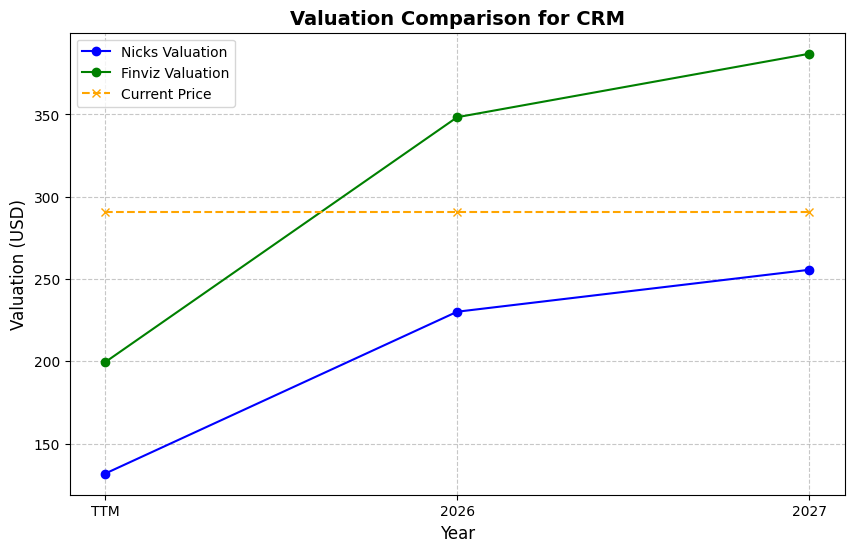 Valuation Comparison for CRM
Nicks Valuation
Finviz Valuation
Current Price
Valuation (USD)
350
300
250
200
150
TTM
2026
2027
Year